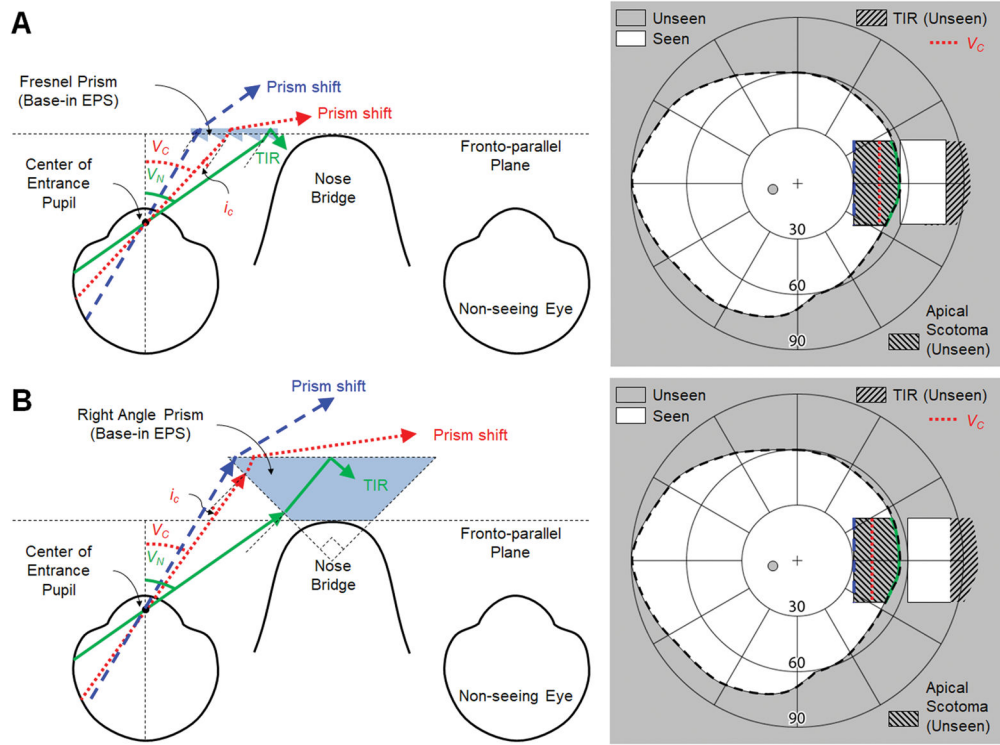 A
Fresnel Prism
(Base-in EPS)
Prism shift
Prism shift
TIR
V_C
V_N
i_c
Center of
Entrance
Pupil
Nose
Bridge
Fronto-parallel
Plane
Non-seeing Eye
Unseen
Seen
TIR (Unseen)
V_C
30
60
90
Apical
Scotoma
(Unseen)
B
Prism shift
Right Angle Prism
(Base-in EPS)
Prism shift
TIR
i_c
V_C
V_N
Center of
Entrance
Pupil
Nose
Bridge
Fronto-parallel
Plane
Non-seeing Eye
Unseen
Seen
TIR (Unseen)
V_C
30
60
90
Apical
Scotoma
(Unseen)